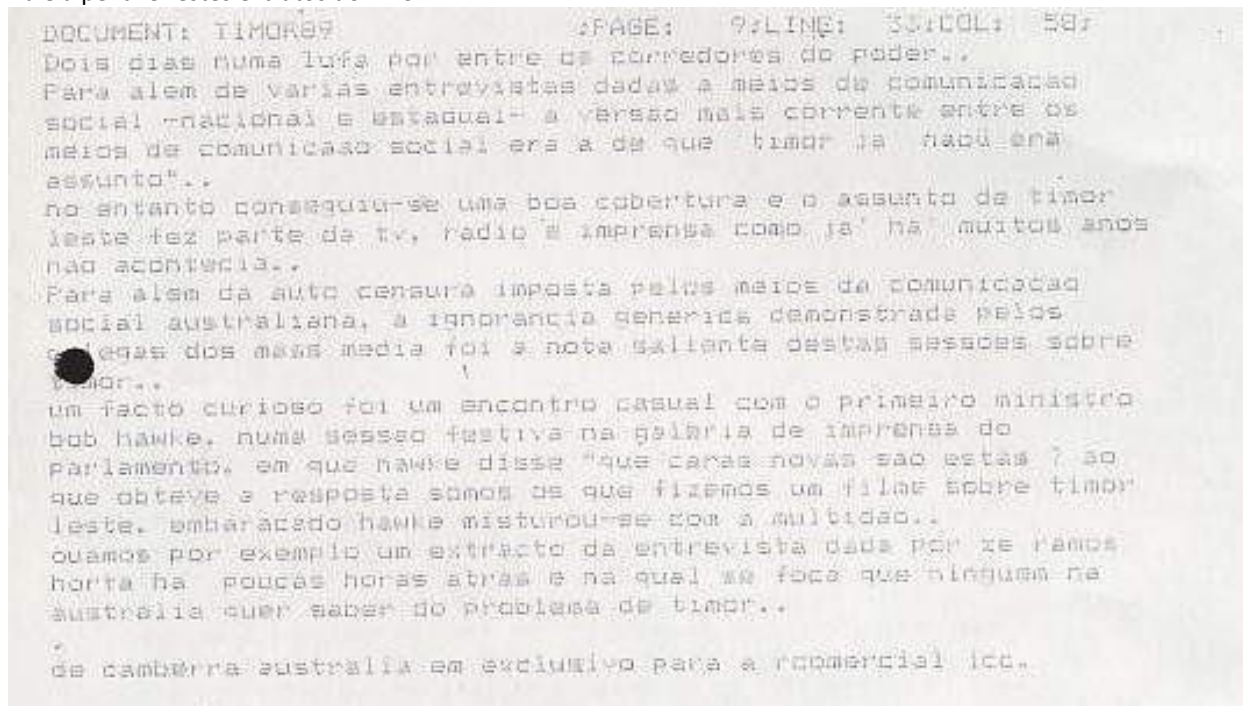 DOCUMENT: TIMOR89 ;PAGE: 9;LINE: 33;COL: 58;
Dois dias numa lufa por entre os corredores do poder..
Para alem de varias entrevistas dadas a meios de comunicacao
social -nacional e estadual- a versao mais corrente entre os
meios de comunicasao social era a de que timor ja' naou era
assunto"..
no entanto conseguiu-se uma boa cobertura e o assunto de timor
leste fez parte da tv, radio e imprensa como ja' ha' muitos anos
nao acontecia..
Para alem da auto censura imposta pelos meios de comunicacao
social australiana, a ignorancia generica demonstrada pelos
dos mass media foi a nota saliente destas sessoes sobre
timor..
um facto curioso foi um encontro casual com o primeiro ministro
bob hawke, numa sessao festiva na galeria de imprensa do
parlamento, em que hawke disse "que caras novas sao estas ? ao
que obteve a resposta somos os que fizemos um filme sobre timor
leste. embaracado hawke misturou-se com a multidao..
ouamos por exemplo um extracto da entrevista dada por ze ramos
horta ha poucas horas atras e na qual se foca que ninguem na
australia quer saber do problema de timor..
de camberra australia em exclusivo para a rcomercial icc.